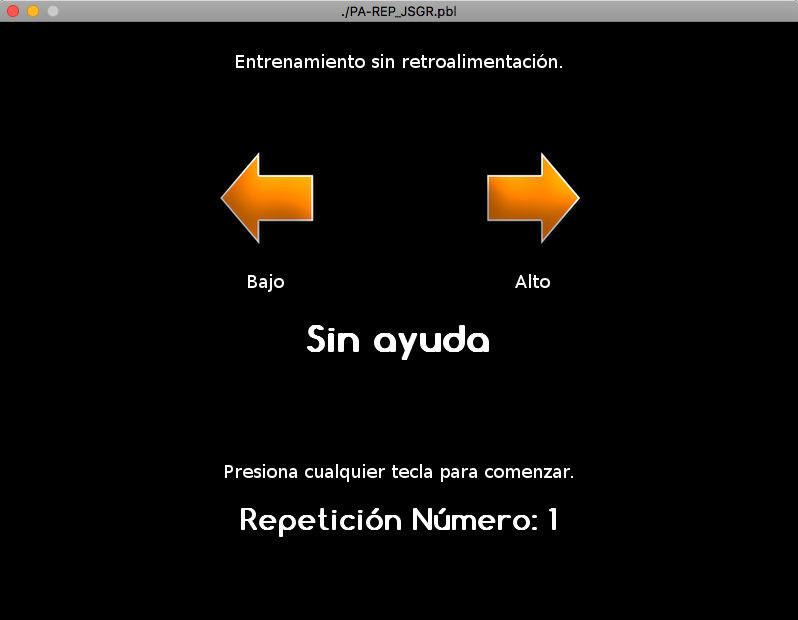 ./PA-REP_JSGR.pbl
Entrenamiento sin retroalimentación.
Bajo Alto
Sin ayuda
Presiona cualquier tecla para comenzar.
Repetición Número: 1